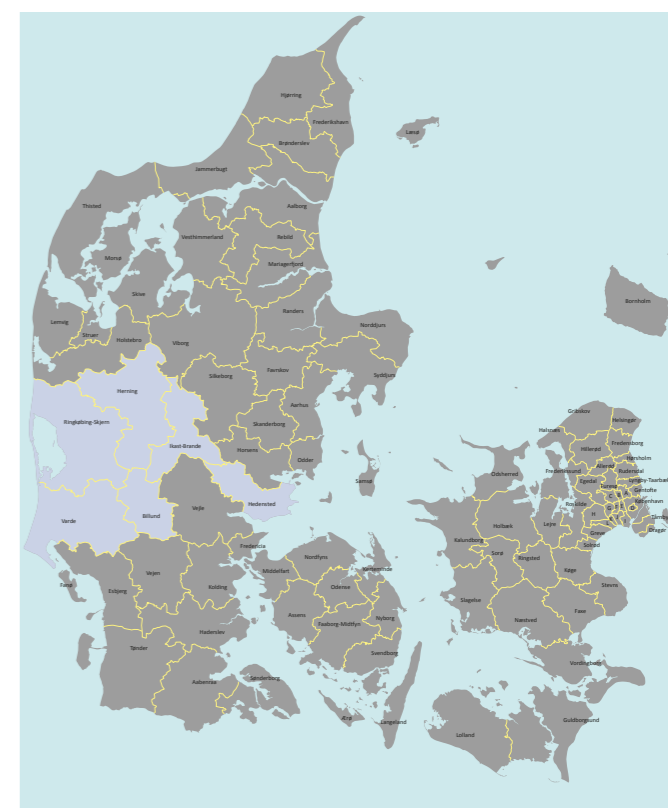 Hjørring
Frederikshavn
Læsø
Brønderslev
Jammerbugt
Thisted
Aalborg
Vesthimmerland
Rebild
Morsø
Mariagerfjord
Skive
Bornholm
Randers
Lemvig
Norddjurs
Struer
Holstebro
Viborg
Favrskov
Silkeborg
Syddjurs
Herning
Aarhus
Gribskov
Ringkøbing-Skjern
Skanderborg
Helsingør
Halsnæs
Ikast-Brande
Fredensborg
Horsens
Hillerød
Odder
Hørsholm
Allerød
Odsherred
Frederikssund
Rudersdal
Samsø
Egedal
Lyngby-Taarbæk
Furesø
Gentofte
Hedensted
Vejle
København
Roskilde
H
Billund
Varde
Holbæk
Lejre
Tårnby
Dragør
Greve
Kalundborg
Solrød
Fredericia
Sorø
Nordfyns
Ringsted
Middelfart
Kerteminde
Køge
Vejen
Fanø
Kolding
Odense
Stevns
Esbjerg
Slagelse
Assens
Faxe
Nyborg
Næstved
Faaborg-Midtfyn
Haderslev
Tønder
Svendborg
Vordingborg
Sønderborg
Aabenraa
Ærø
Langeland
Guldborgsund
Lolland